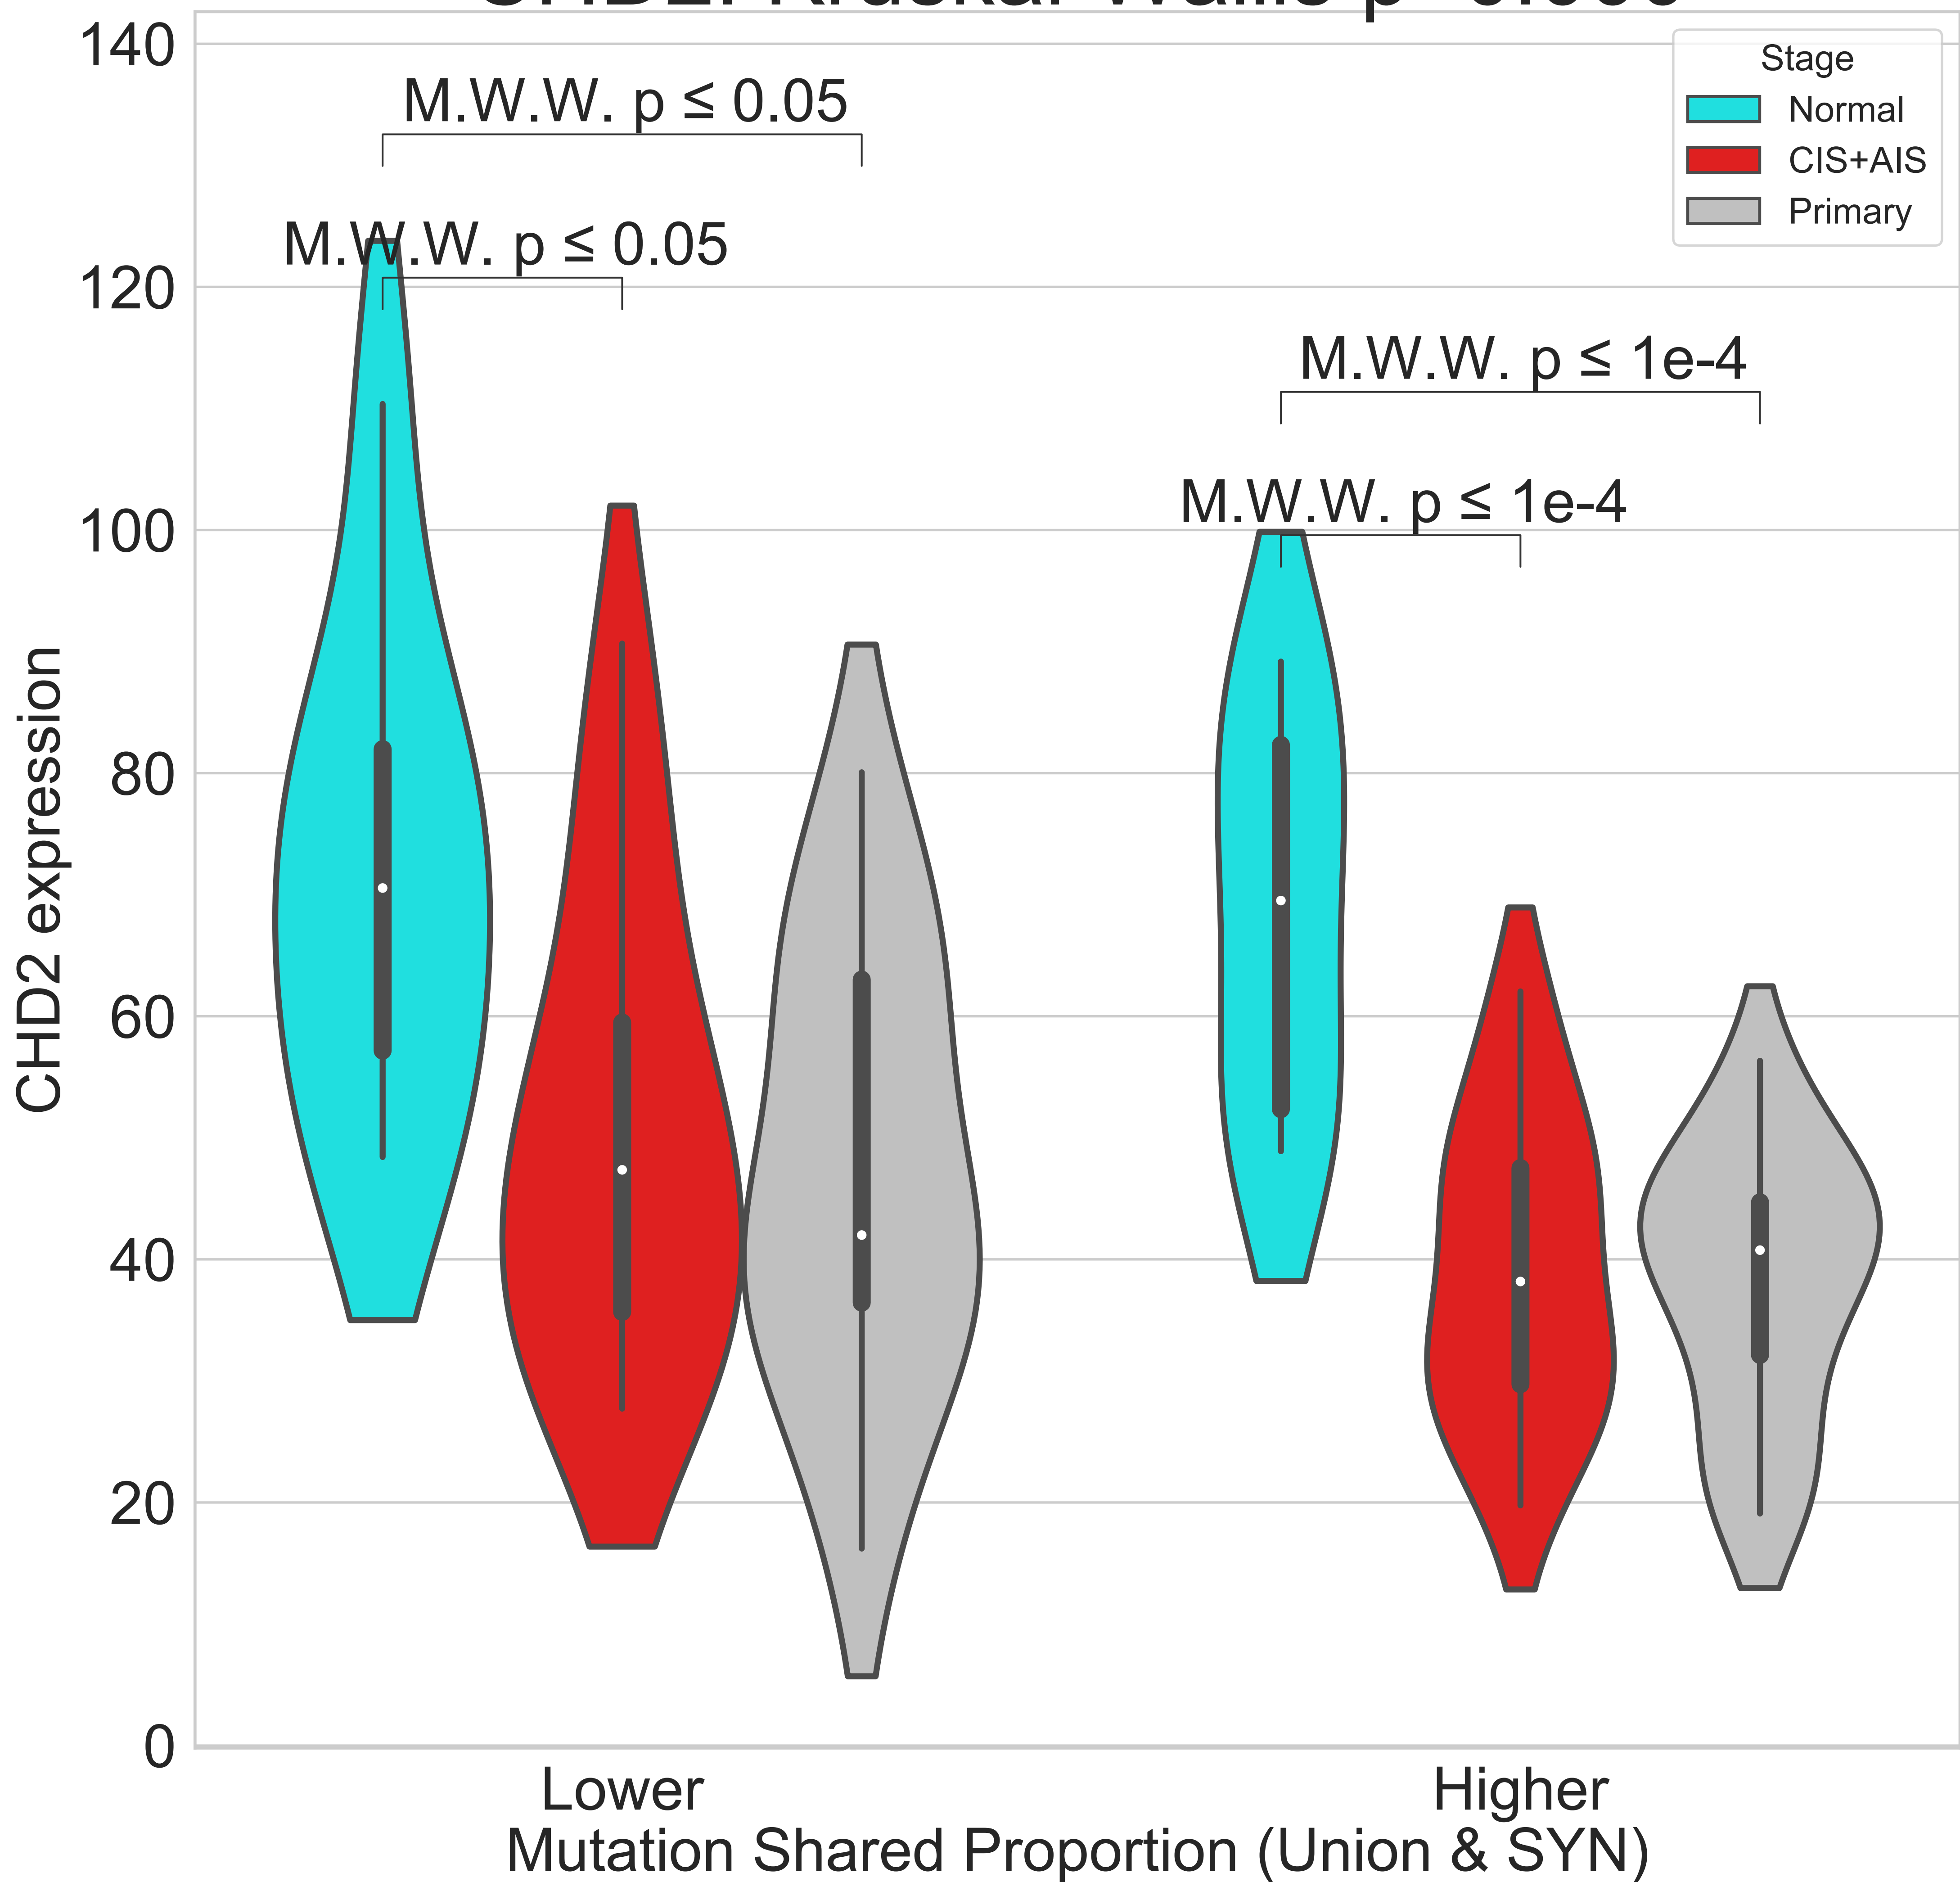 140
120
100
80
60
40
20
0
CHD2 expression
M.W.W. p ≤ 0.05
M.W.W. p ≤ 0.05
M.W.W. p ≤ 1e-4
M.W.W. p ≤ 1e-4
Stage
Normal
CIS+AIS
Primary
Lower
Higher
Mutation Shared Proportion (Union & SYN)